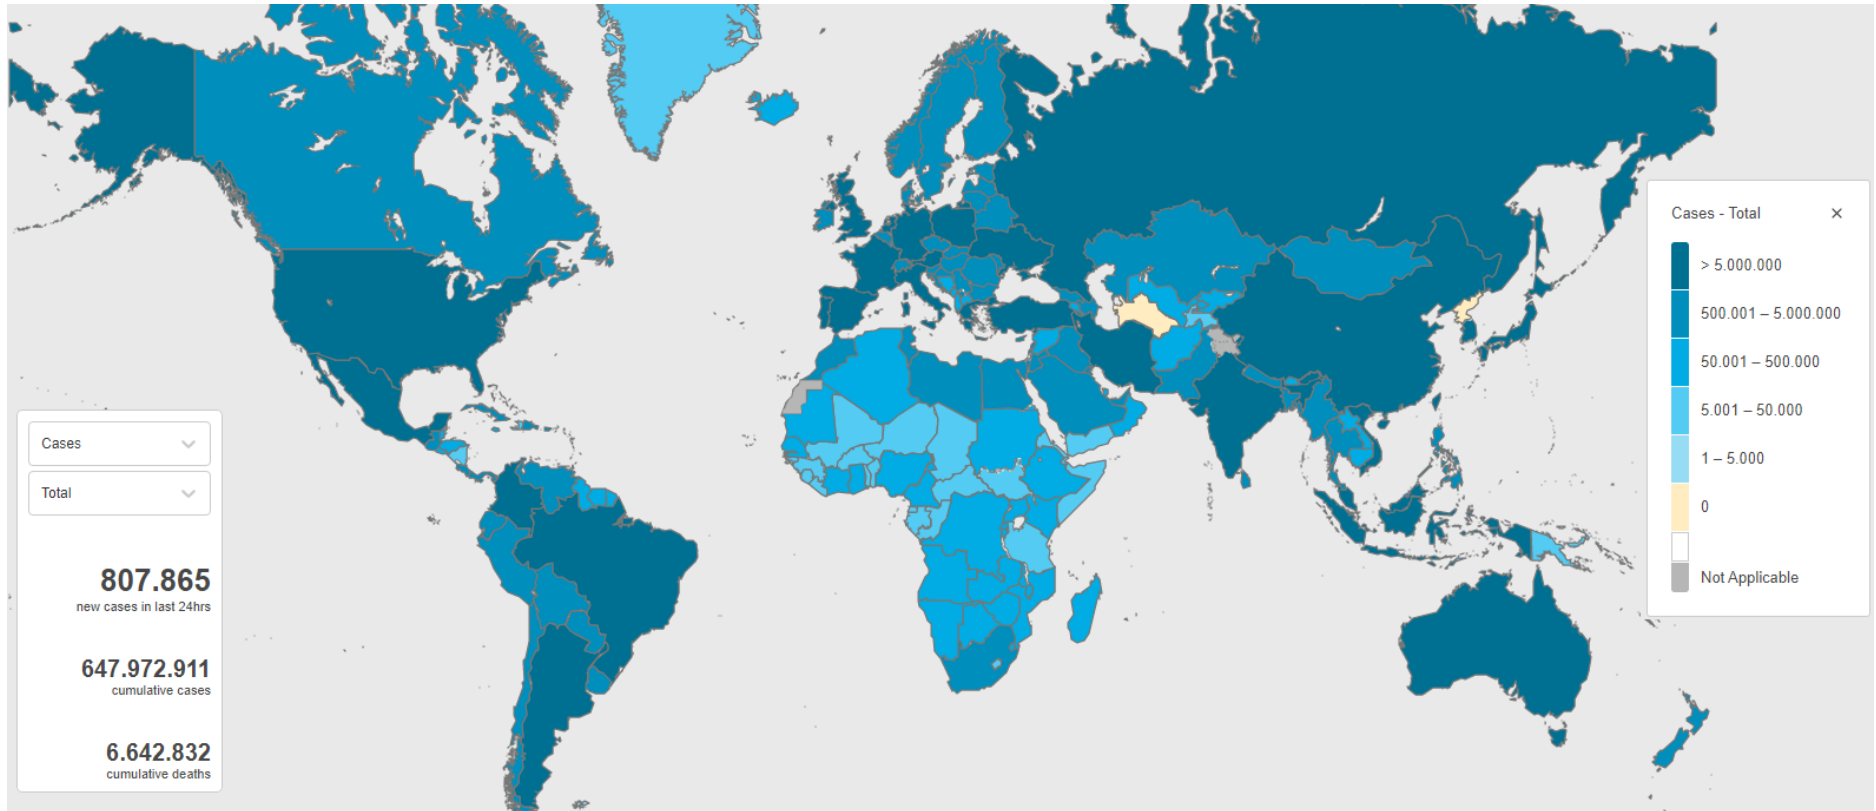 Cases
Total
807.865
new cases in last 24hrs
647.972.911
cumulative cases
6.642.832
cumulative deaths
Cases - Total
> 5.000.000
500.001 – 5.000.000
50.001 – 500.000
5.001 – 50.000
1 – 5.000
0
Not Applicable